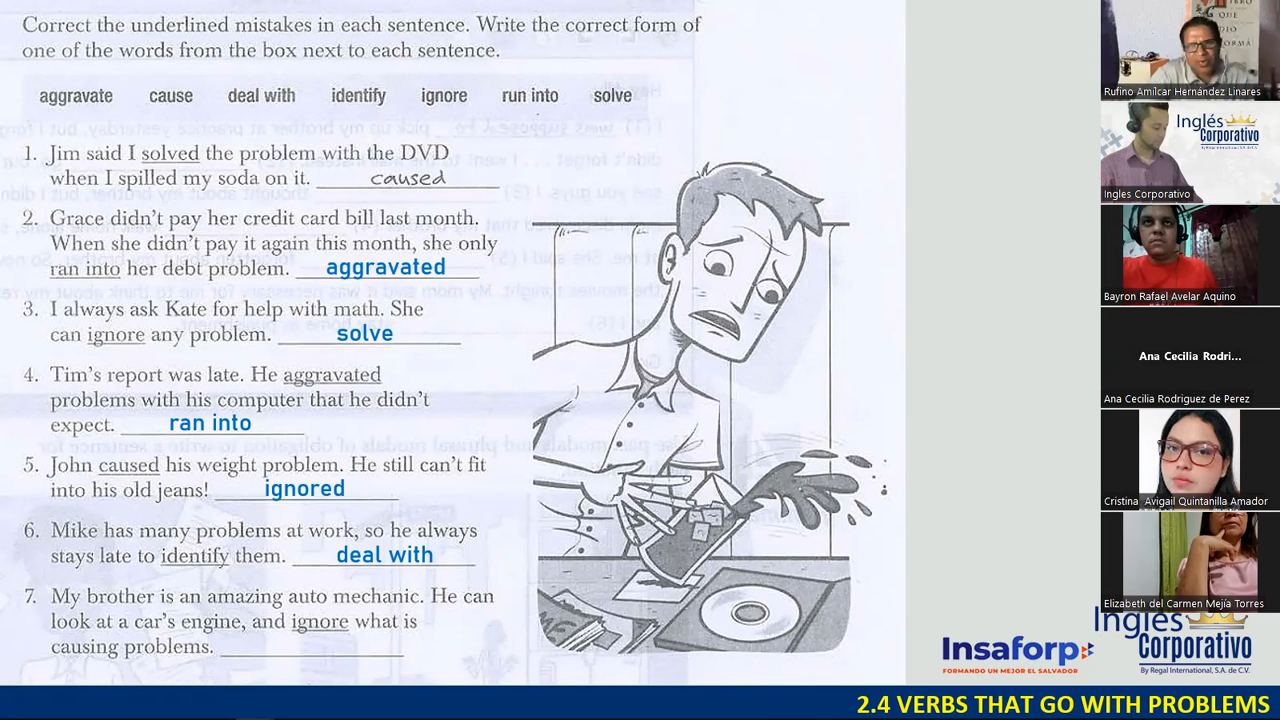 Correct the underlined mistakes in each sentence. Write the correct form of
one of the words from the box next to each sentence.
aggravate cause deal with identify ignore run into solve
1. Jim said I solved the problem with the DVD
when I spilled my soda on it. caused
2. Grace didn't pay her credit card bill last month.
When she didn't pay it again this month, she only
ran into her debt problem. aggravated
3. I always ask Kate for help with math. She
can ignore any problem. solve
4. Tim's report was late. He aggravated
problems with his computer that he didn't
expect. ran into
5. John caused his weight problem. He still can't fit
into his old jeans! ignored
6. Mike has many problems at work, so he always
stays late to identify them. deal with
7. My brother is an amazing auto mechanic. He can
look at a car's engine, and ignore what is
causing problems.
Rufino Amílcar Hernández Linares
Inglés
Corporativo
Ingles Corporativo
Bayron Rafael Avelar Aquino
Ana Cecilia Rodri...
Ana Cecilia Rodriguez de Perez
Cristina Avigail Quintanilla Amador
Elizabeth del Carmen Mejía Torres
Insaforp
FORMANDO UN MEJOR EL SALVADOR
Inglés
Corporativo
By Regal International, S.A. de C.V.
2.4 VERBS THAT GO WITH PROBLEMS